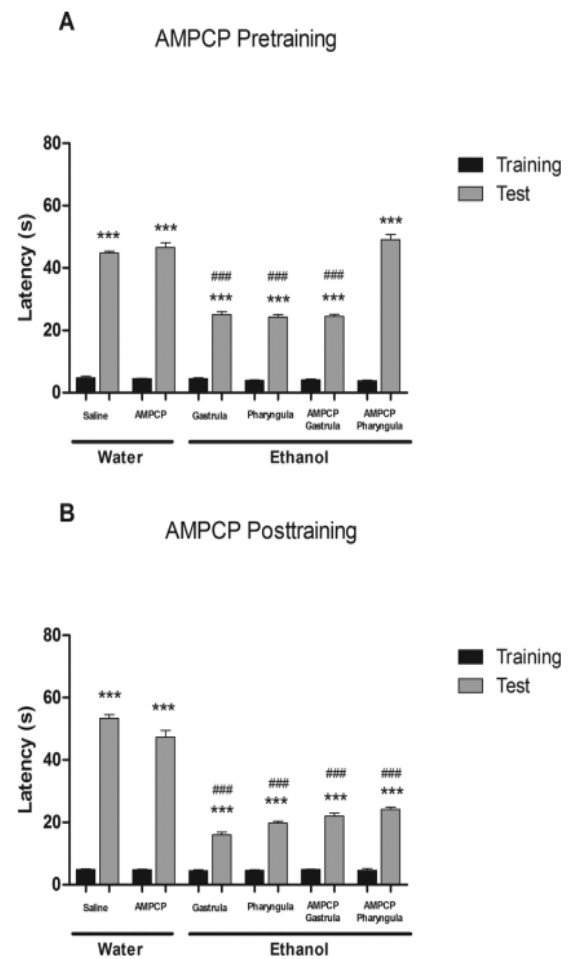 A
AMPCP Pretraining
Training
Test
Latency (s)
80
60
40
20
0
*** *** ### ### ### ***
*** *** ***
Saline AMPCP Gastrula Pharyngula AMPCP Gastrula AMPCP Pharyngula
Water Ethanol
B
AMPCP Posttraining
Training
Test
Latency (s)
80
60
40
20
0
*** *** ### ### ### ###
*** *** *** ***
Saline AMPCP Gastrula Pharyngula AMPCP Gastrula AMPCP Pharyngula
Water Ethanol